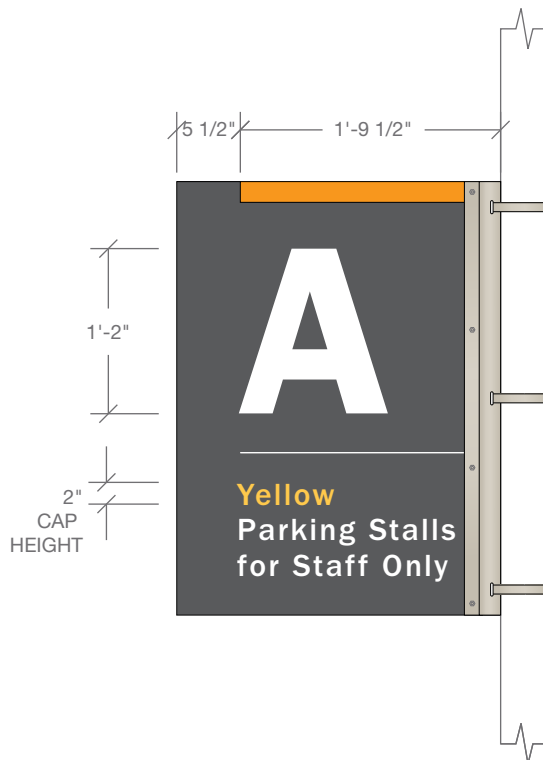 5 1/2" 1'-9 1/2"
A
1'-2"
Yellow
2"
CAP
HEIGHT
Parking Stalls
for Staff Only